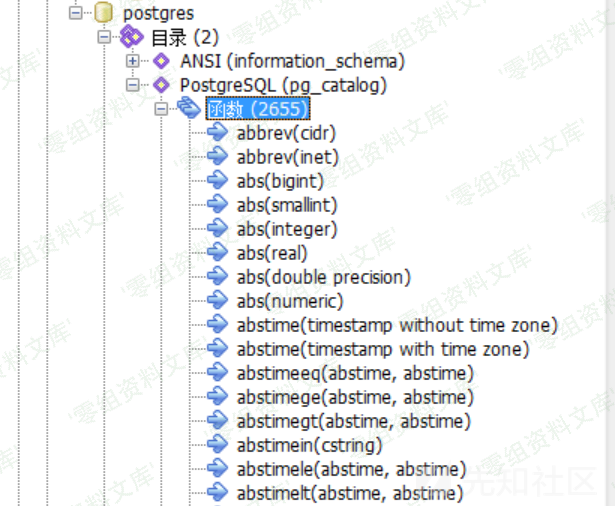 postgres
目录 (2)
ANSI (information_schema)
PostgreSQL (pg_catalog)
函数 (2655)
abbrev(cidr)
abbrev(inet)
abs(bigint)
abs(smallint)
abs(integer)
abs(real)
abs(double precision)
abs(numeric)
abstime(timestamp without time zone)
abstime(timestamp with time zone)
abstimeeq(abstime, abstime)
abstimege(abstime, abstime)
abstimegt(abstime, abstime)
abstimein(cstring)
abstimele(abstime, abstime)
abstimelt(abstime, abstime)
'零组资料文库'
先知社区